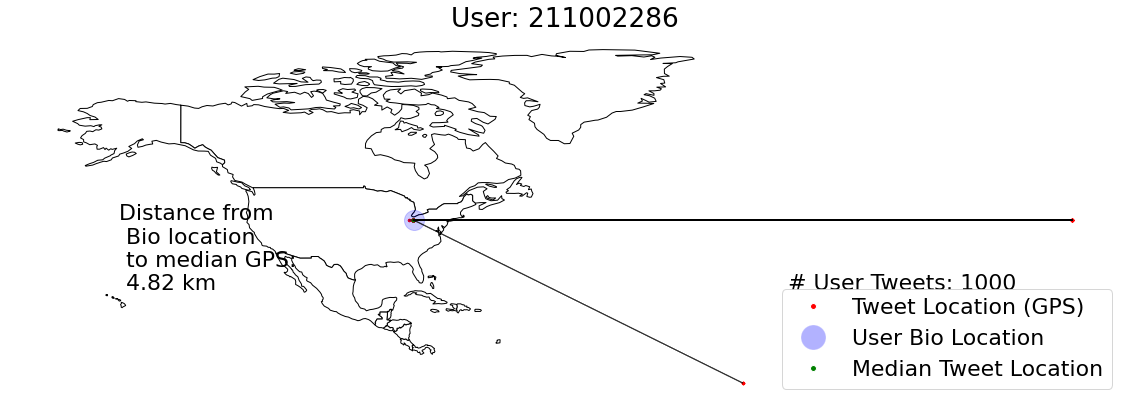 User: 211002286
Distance from
Bio location
to median GPS:
4.82 km
# User Tweets: 1000
Tweet Location (GPS)
User Bio Location
Median Tweet Location